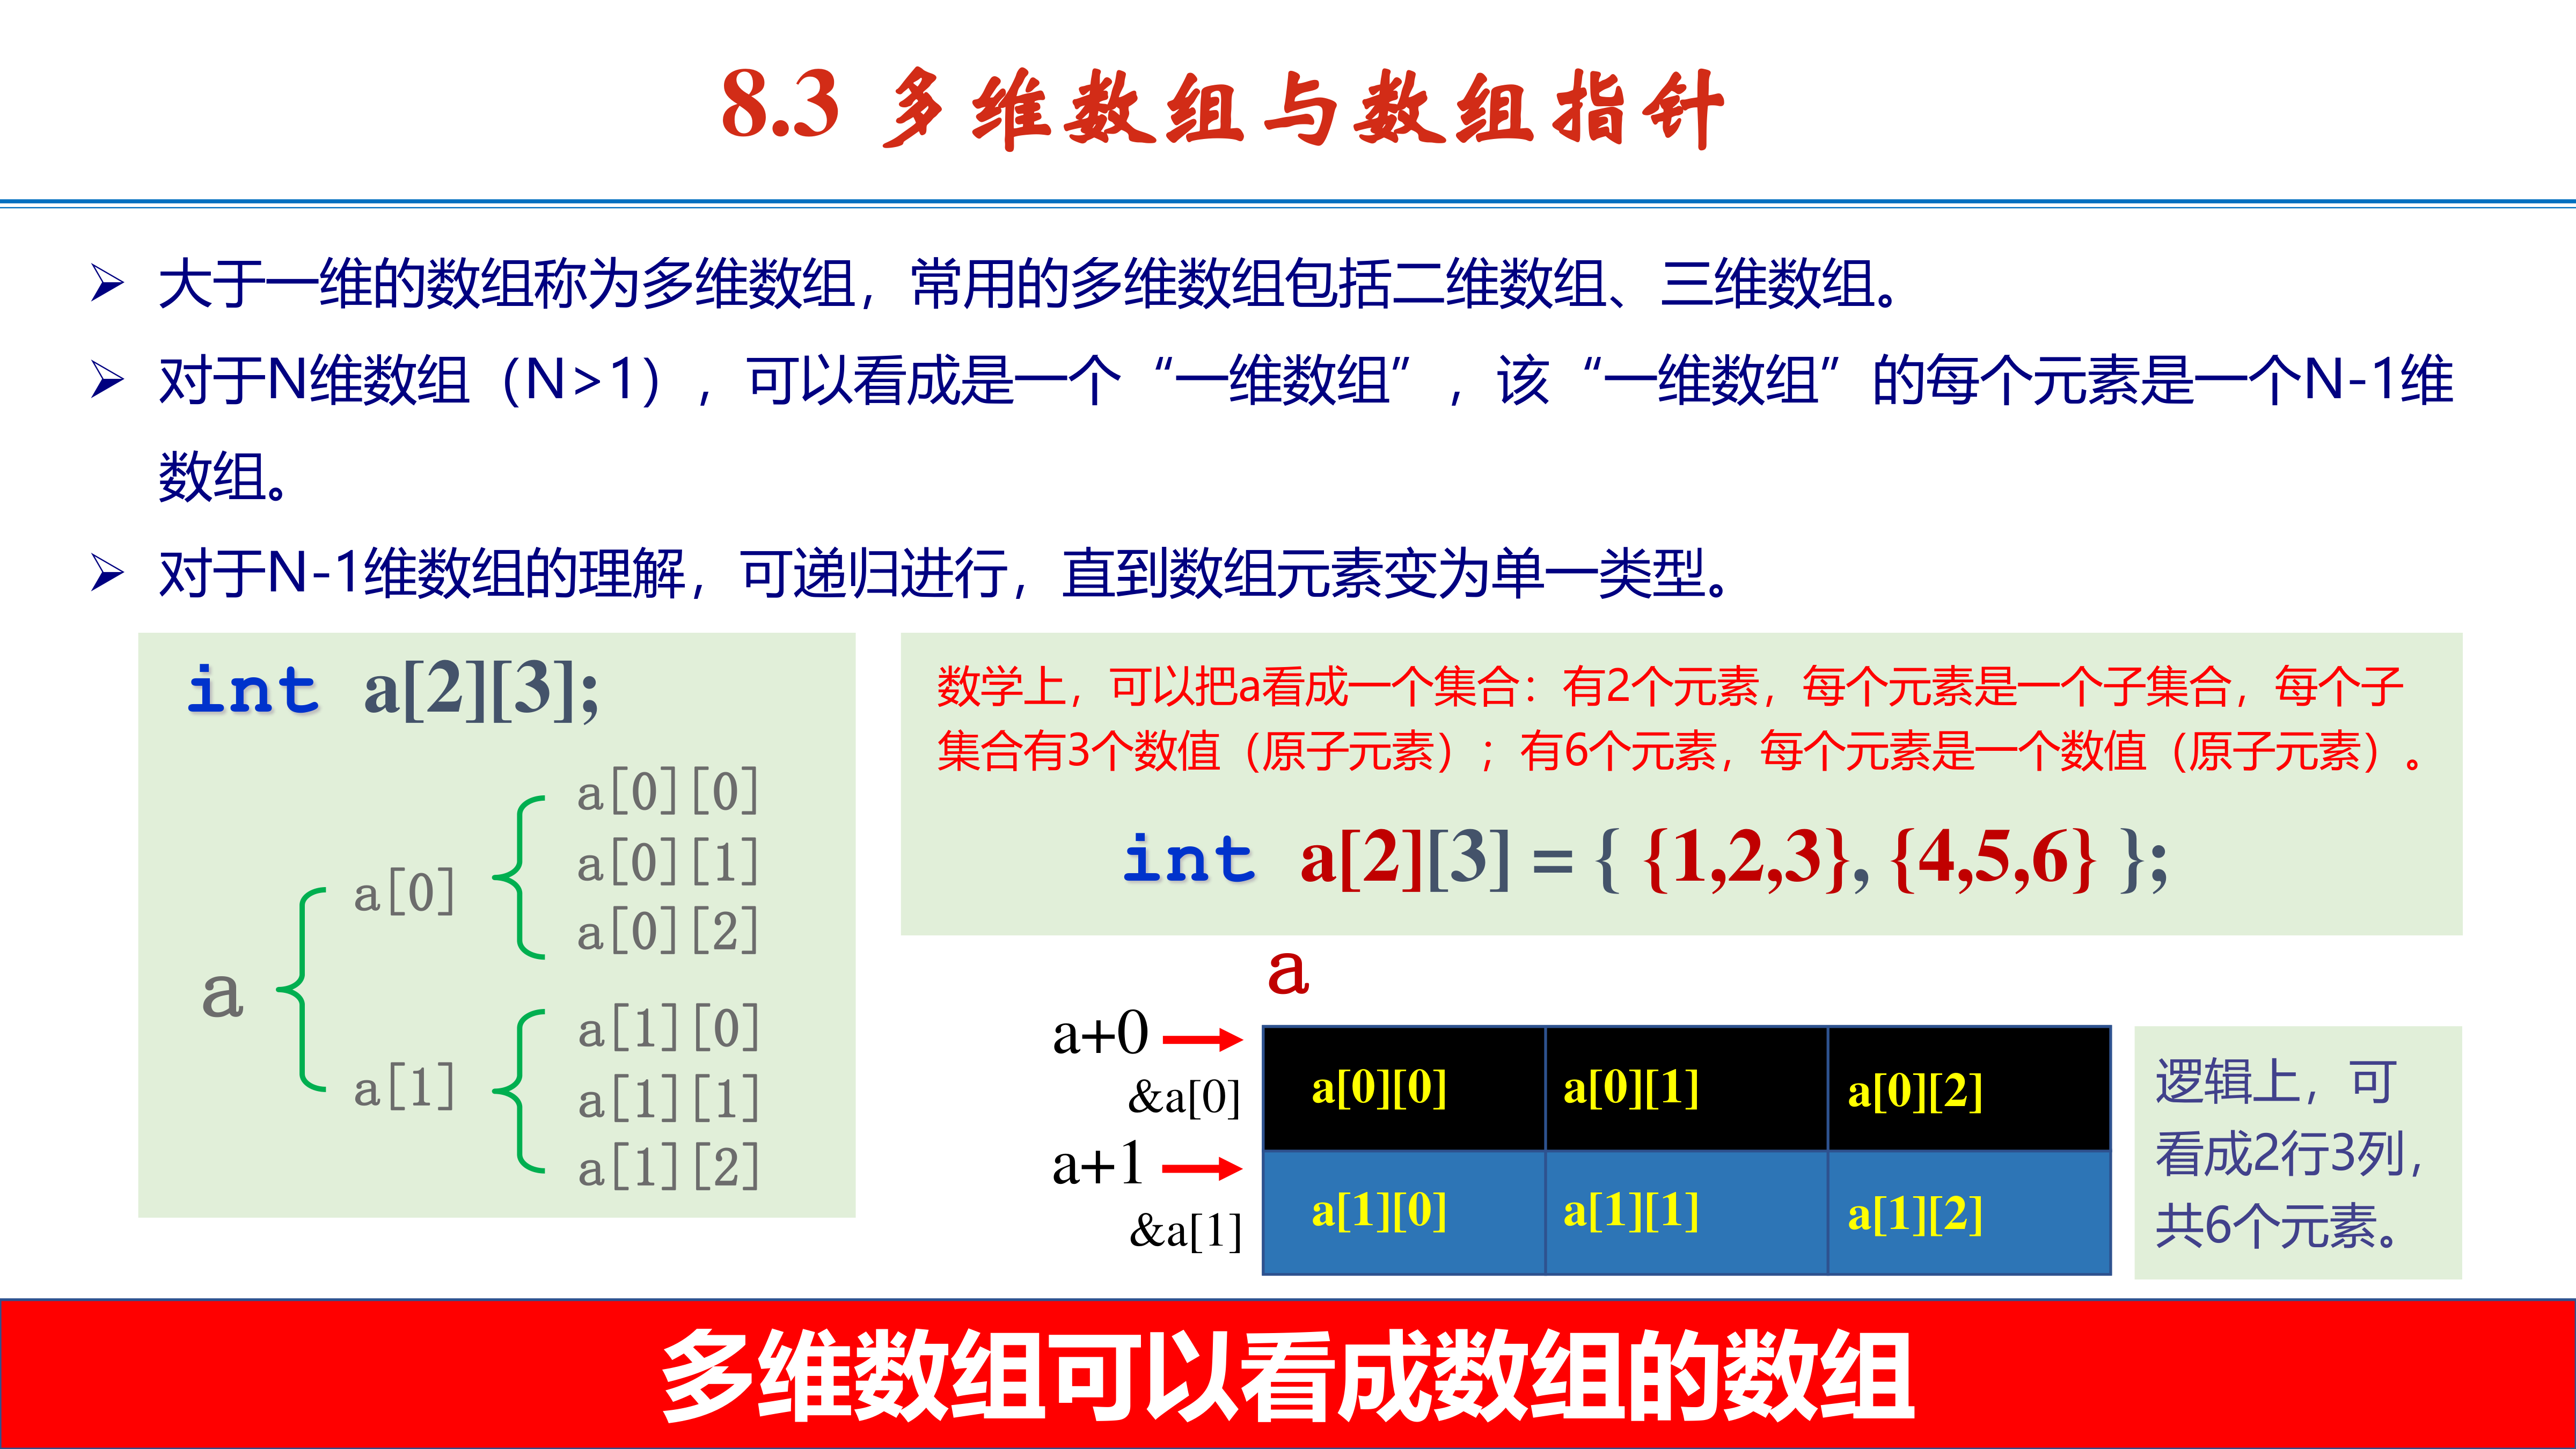 8.3 多维数组与数组指针
大于一维的数组称为多维数组，常用的多维数组包括二维数组、三维数组。
对于N维数组（N>1），可以看成是一个“一维数组”，该“一维数组”的每个元素是一个N-1维
数组。
对于N-1维数组的理解，可递归进行，直到数组元素变为单一类型。
int a[2][3];
a
a[0]
a[0][0]
a[0][1]
a[0][2]
a[1]
a[1][0]
a[1][1]
a[1][2]
数学上，可以把a看成一个集合：有2个元素，每个元素是一个子集合，每个子
集合有3个数值（原子元素）；有6个元素，每个元素是一个数值（原子元素）。
int a[2][3] = { {1,2,3}, {4,5,6} };
a
a+0
&a[0]
a[0][0] a[0][1] a[0][2]
a+1
&a[1]
a[1][0] a[1][1] a[1][2]
逻辑上，可
看成2行3列，
共6个元素。
多维数组可以看成数组的数组